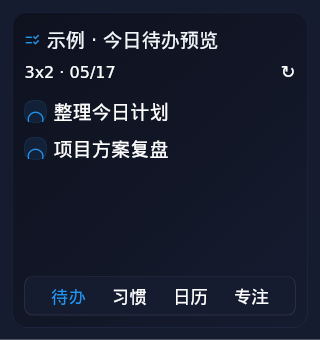 示例 · 今日待办预览
3x2 · 05/17 ↻
整理今日计划
项目方案复盘
待办 习惯 日历 专注